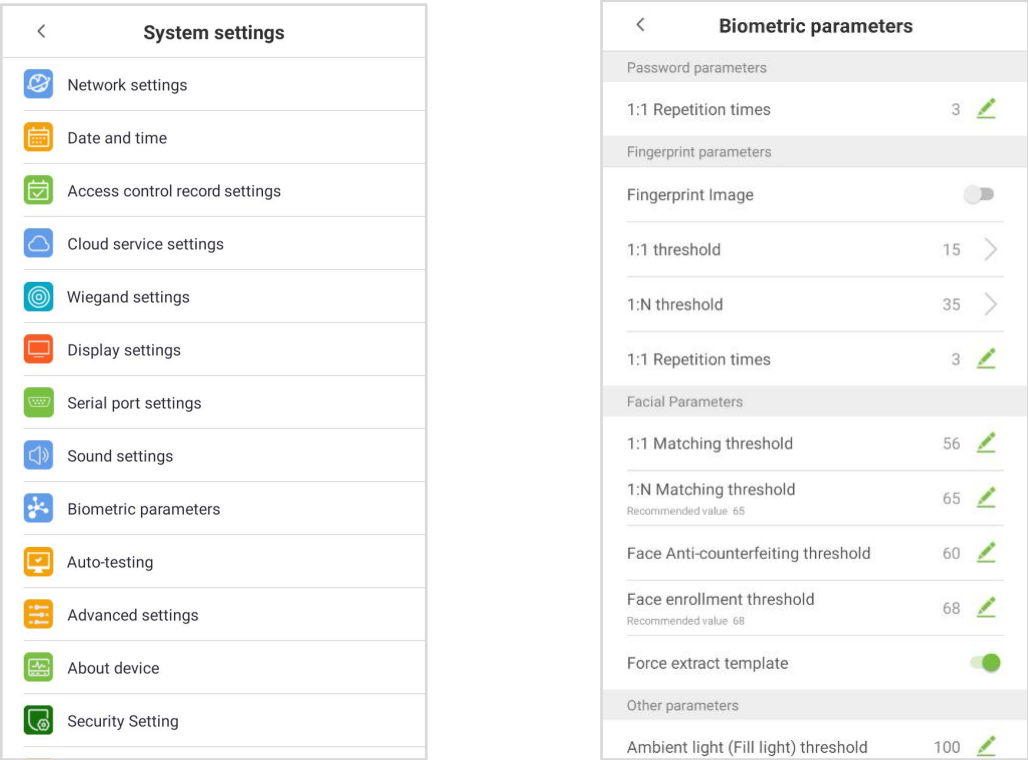 System settings
Network settings
Date and time
Access control record settings
Cloud service settings
Wiegand settings
Display settings
Serial port settings
Sound settings
Biometric parameters
Auto-testing
Advanced settings
About device
Security Setting
Biometric parameters
Password parameters
1:1 Repetition times 3
Fingerprint parameters
Fingerprint Image
1:1 threshold 15
1:N threshold 35
1:1 Repetition times 3
Facial Parameters
1:1 Matching threshold 56
1:N Matching threshold 65
Recommended value 65
Face Anti-counterfeiting threshold 60
Face enrollment threshold 68
Recommended value 68
Force extract template
Other parameters
Ambient light (Fill light) threshold 100